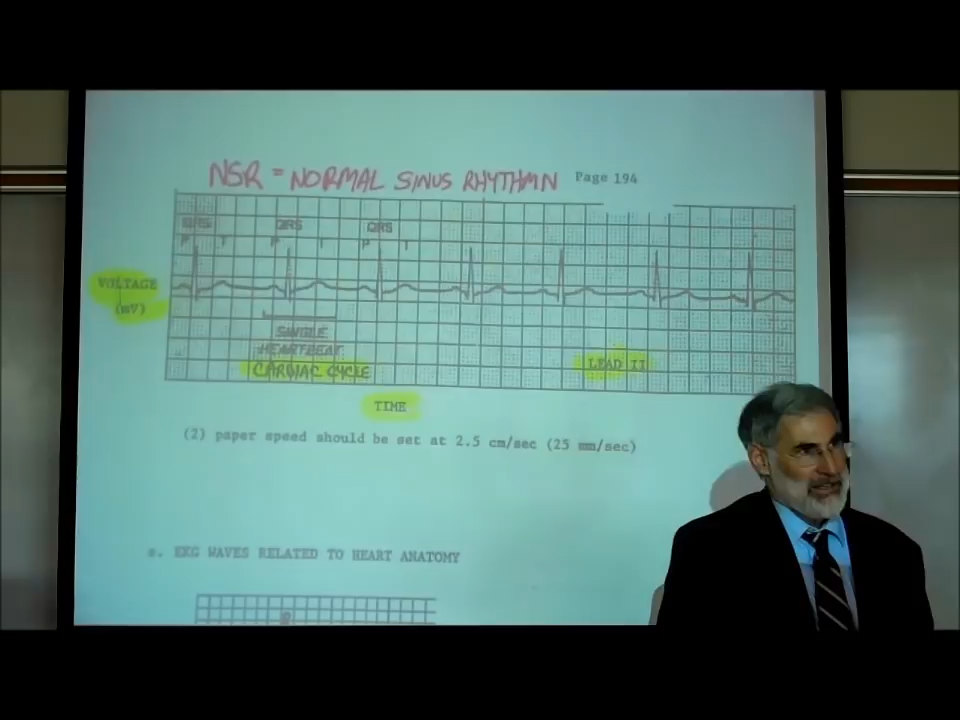 NSR = NORMAL SINUS RHYTHMN Page 194
QRS QRS QRS
P T P T P T
VOLTAGE
(mV)
SINGLE
HEARTBEAT
CARDIAC CYCLE
LEAD II
TIME
(2) paper speed should be set at 2.5 cm/sec (25 mm/sec)
e. EKG WAVES RELATED TO HEART ANATOMY
R